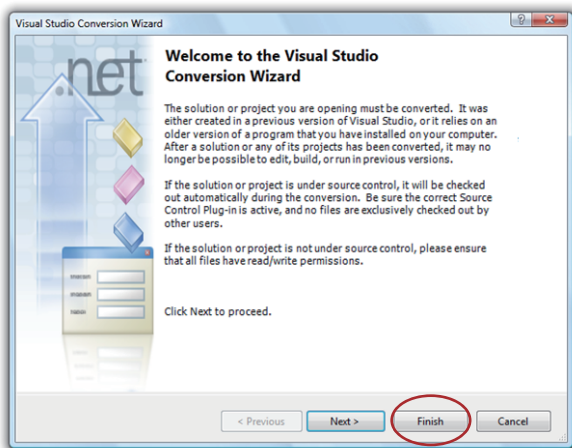 Visual Studio Conversion Wizard
.net
Welcome to the Visual Studio
Conversion Wizard
The solution or project you are opening must be converted. It was
either created in a previous version of Visual Studio, or it relies on an
older version of a program that you have installed on your computer.
After a solution or any of its projects has been converted, it may no
longer be possible to edit, build, or run in previous versions.
If the solution or project is under source control, it will be checked
out automatically during the conversion. Be sure the correct Source
Control Plug-in is active, and no files are exclusively checked out by
other users.
If the solution or project is not under source control, please ensure
that all files have read/write permissions.
Click Next to proceed.
< Previous Next > Finish Cancel